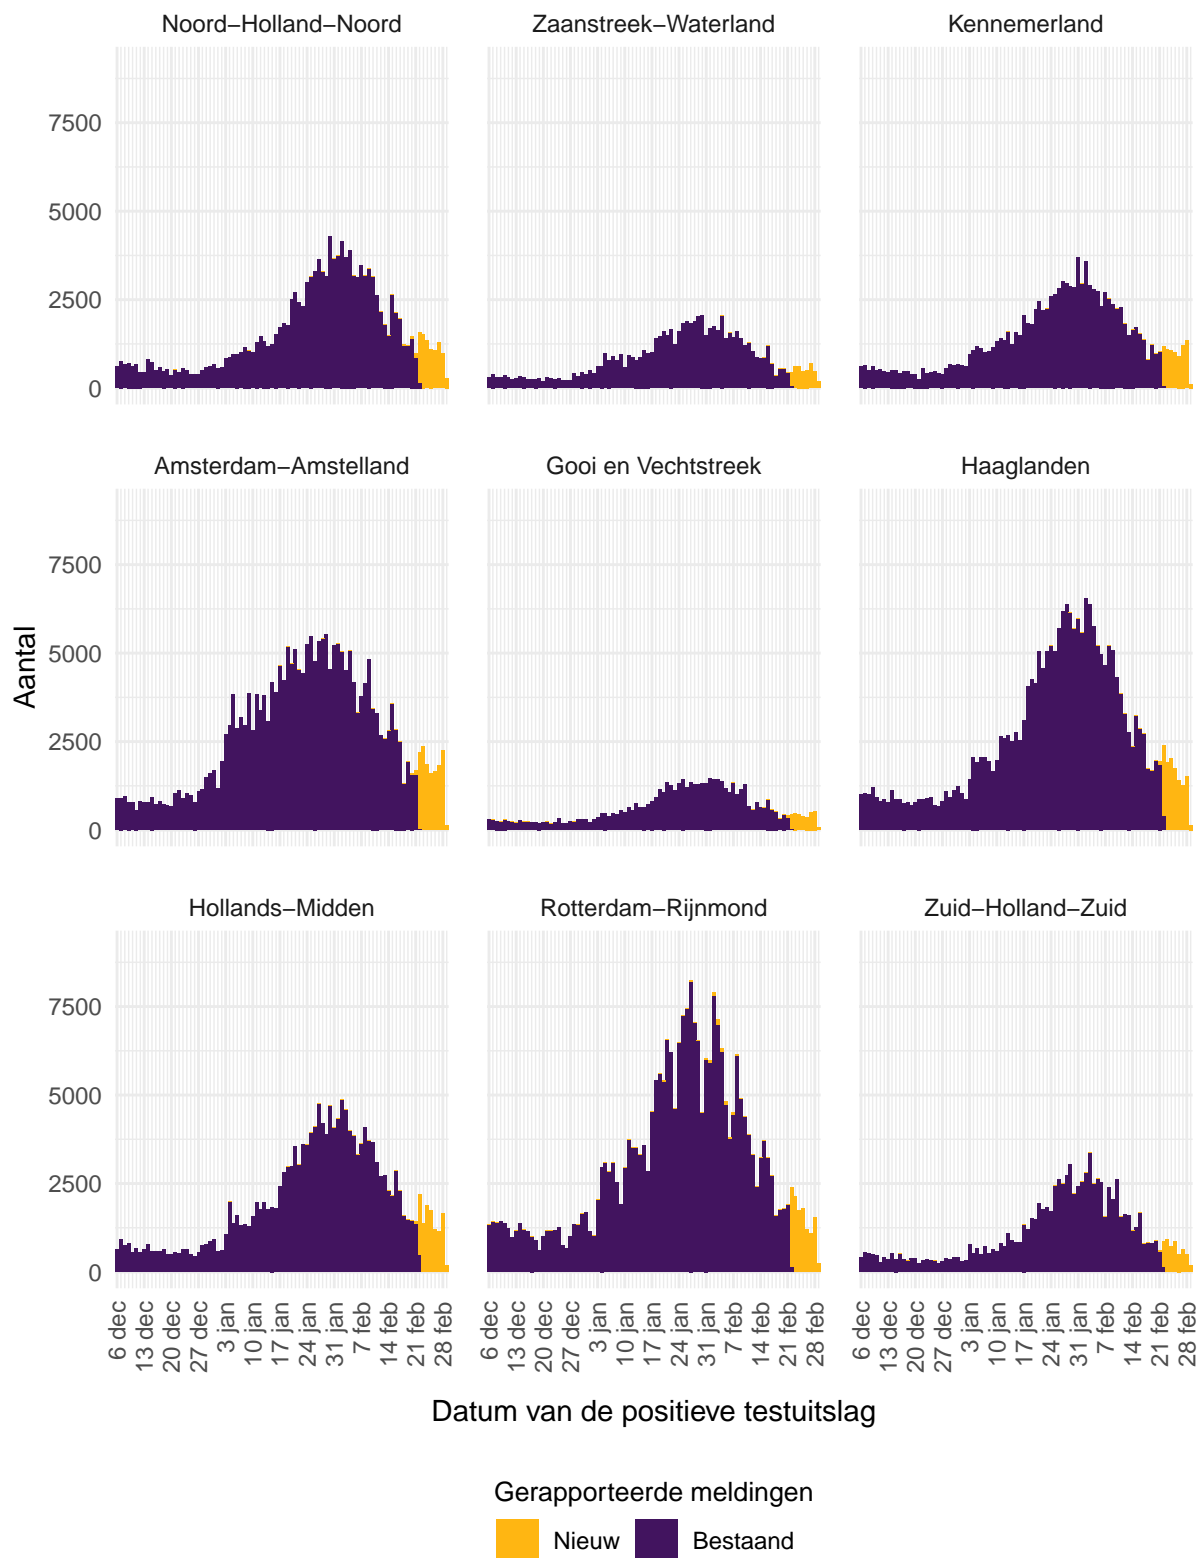 Noord−Holland−Noord
Zaanstreek−Waterland
Kennemerland
7500
5000
2500
0
Amsterdam−Amstelland
Gooi en Vechtstreek
Haaglanden
7500
5000
2500
0
Aantal
Hollands−Midden
Rotterdam−Rijnmond
Zuid−Holland−Zuid
7500
5000
2500
0
6 dec
13 dec
20 dec
27 dec
3 jan
10 jan
17 jan
24 jan
31 jan
7 feb
14 feb
21 feb
28 feb
6 dec
13 dec
20 dec
27 dec
3 jan
10 jan
17 jan
24 jan
31 jan
7 feb
14 feb
21 feb
28 feb
6 dec
13 dec
20 dec
27 dec
3 jan
10 jan
17 jan
24 jan
31 jan
7 feb
14 feb
21 feb
28 feb
Datum van de positieve testuitslag
Gerapporteerde meldingen
Nieuw
Bestaand